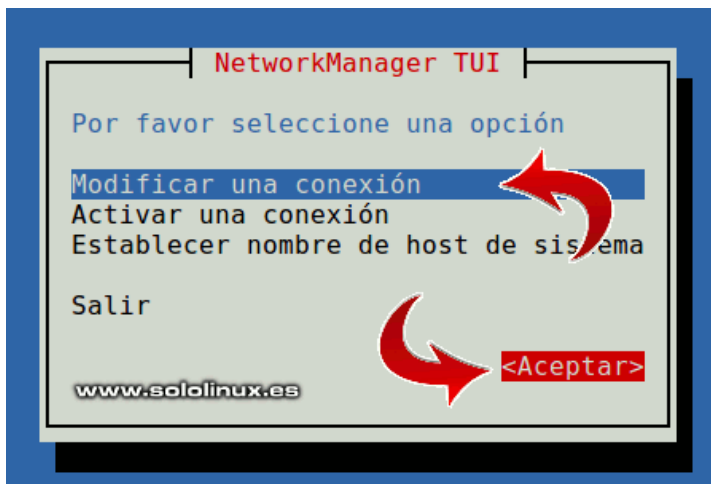 NetworkManager TUI
Por favor seleccione una opción
Modificar una conexión
Activar una conexión
Establecer nombre de host de sistema
Salir
<Aceptar>
www.sololinux.es